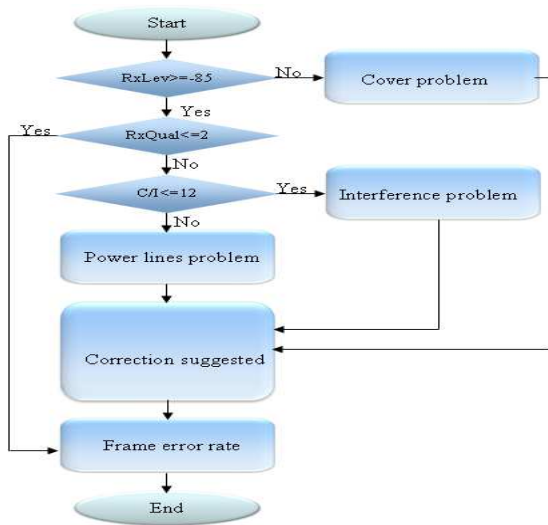 Start
RxLev>=-85
No
Cover problem
Yes
Yes
RxQual<=2
No
C/I<=12
Yes
Interference problem
No
Power lines problem
Correction suggested
Frame error rate
End